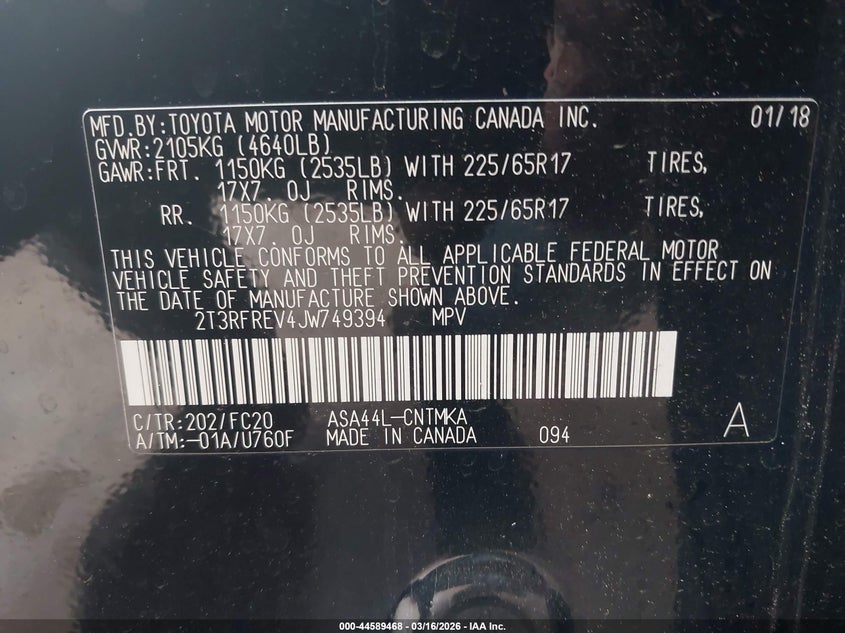 MFD.BY:TOYOTA MOTOR MANUFACTURING CANADA INC. 01/18
GVWR:2105KG (4640LB)
GAWR:FRT. 1150KG (2535LB) WITH 225/65R17 TIRES,
17X7.0J RIMS.
RR. 1150KG (2535LB) WITH 225/65R17 TIRES,
17X7.0J RIMS.
THIS VEHICLE CONFORMS TO ALL APPLICABLE FEDERAL MOTOR
VEHICLE SAFETY AND THEFT PREVENTION STANDARDS IN EFFECT ON
THE DATE OF MANUFACTURE SHOWN ABOVE.
2T3RFREV4JW749394 MPV
C/TR:202/FC20 ASA44L-CNTMKA
A/TM:-01A/U760F MADE IN CANADA 094 A
000-44589468 - 03/16/2026 - IAA Inc.